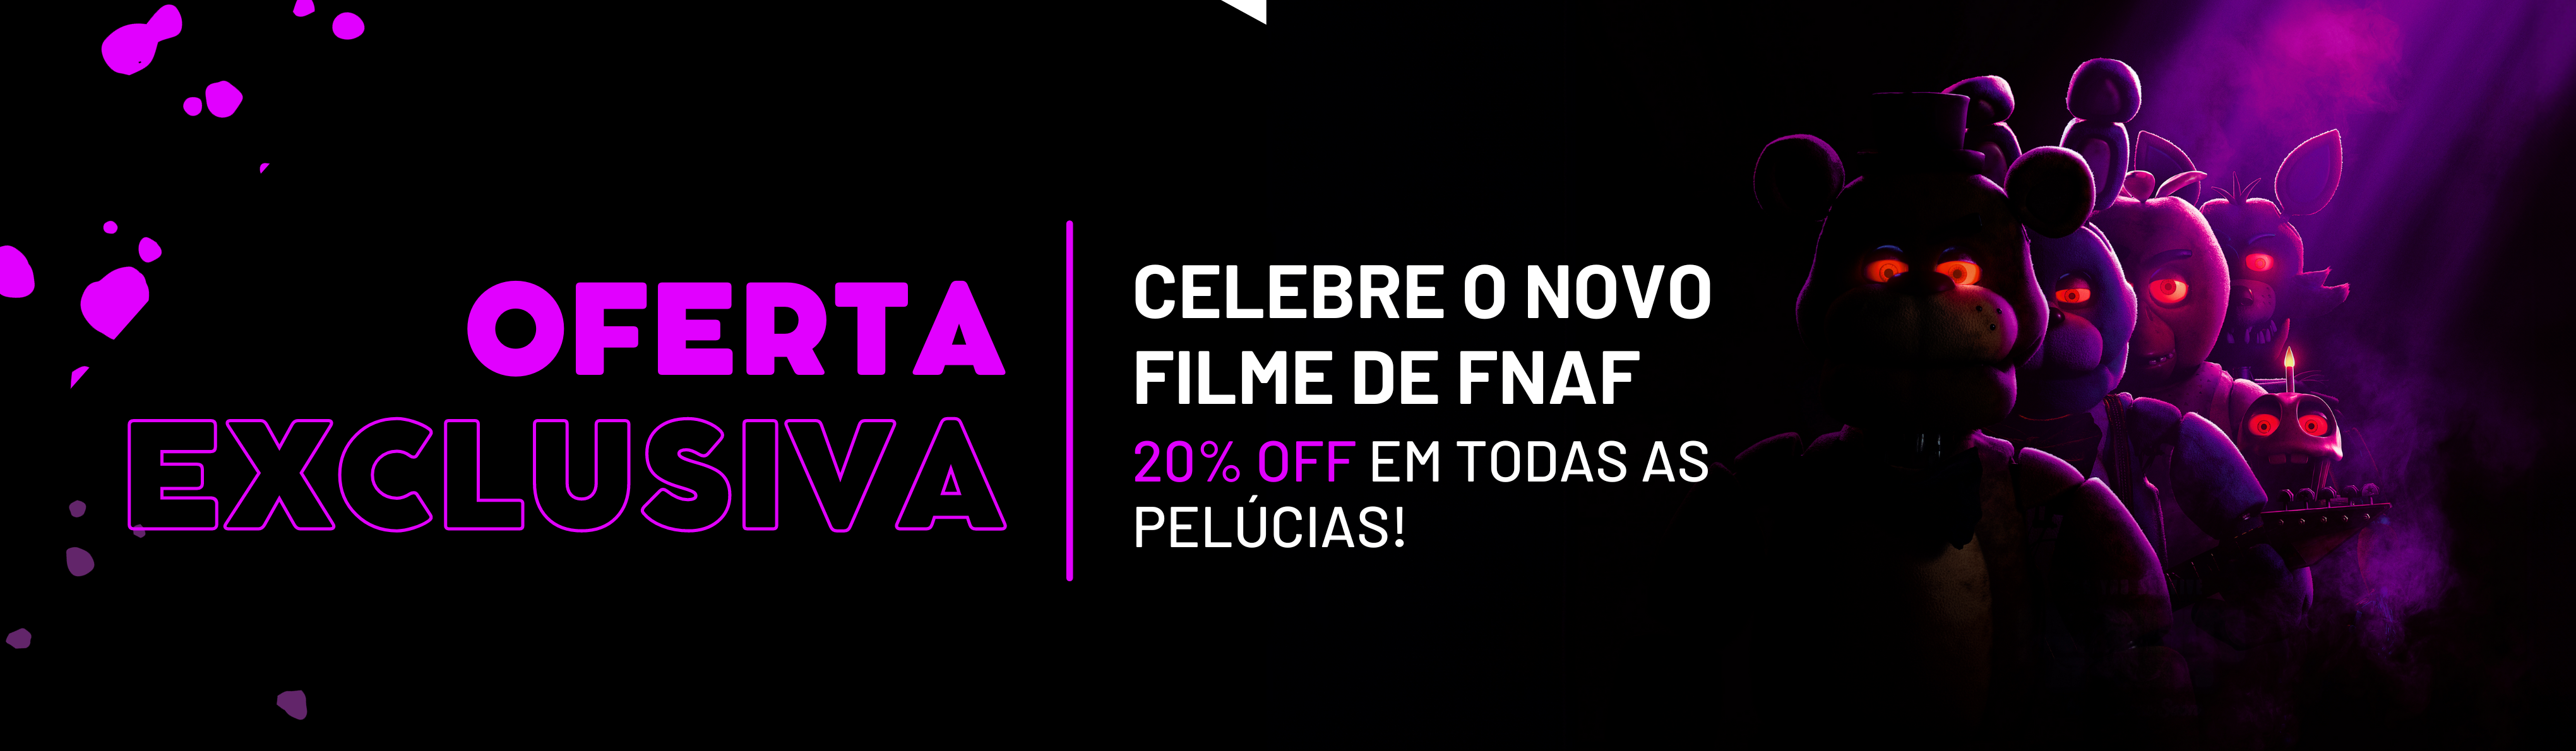 OFERTA
EXCLUSIVA
CELEBRE O NOVO
FILME DE FNAF
20% OFF EM TODAS AS
PELÚCIAS!